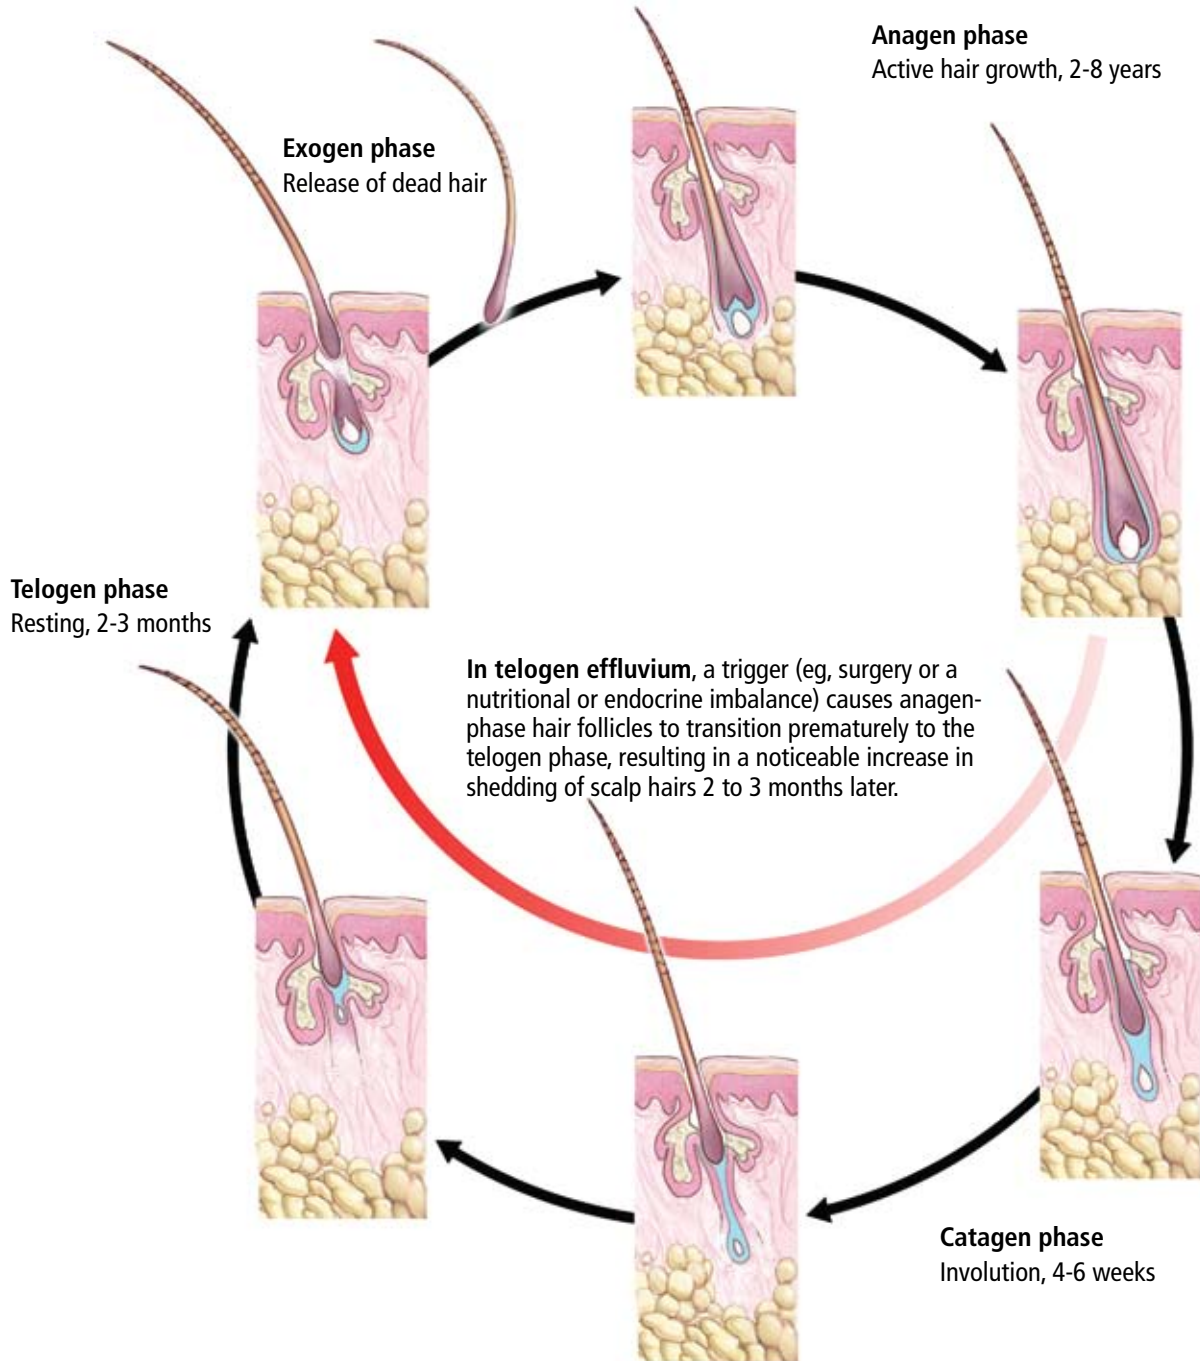 Anagen phase
Active hair growth, 2-8 years
Exogen phase
Release of dead hair
Telogen phase
Resting, 2-3 months
In telogen effluvium, a trigger (eg, surgery or a
nutritional or endocrine imbalance) causes anagen-
phase hair follicles to transition prematurely to the
telogen phase, resulting in a noticeable increase in
shedding of scalp hairs 2 to 3 months later.
Catagen phase
Involution, 4-6 weeks